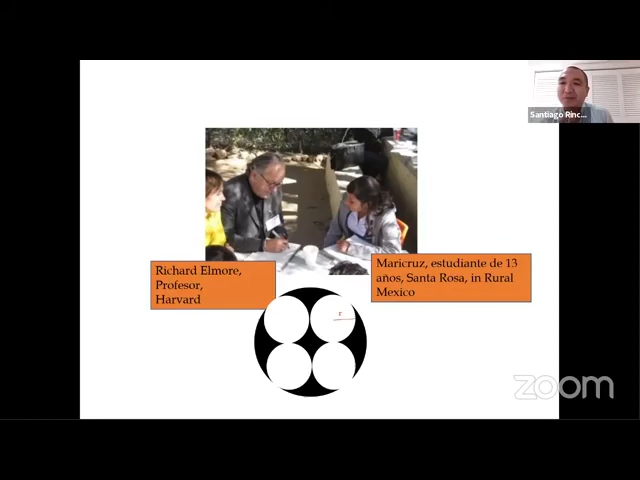 Santiago Rinc...
Richard Elmore,
Profesor,
Harvard
Maricruz, estudiante de 13
años, Santa Rosa, in Rural
Mexico
r
zoom